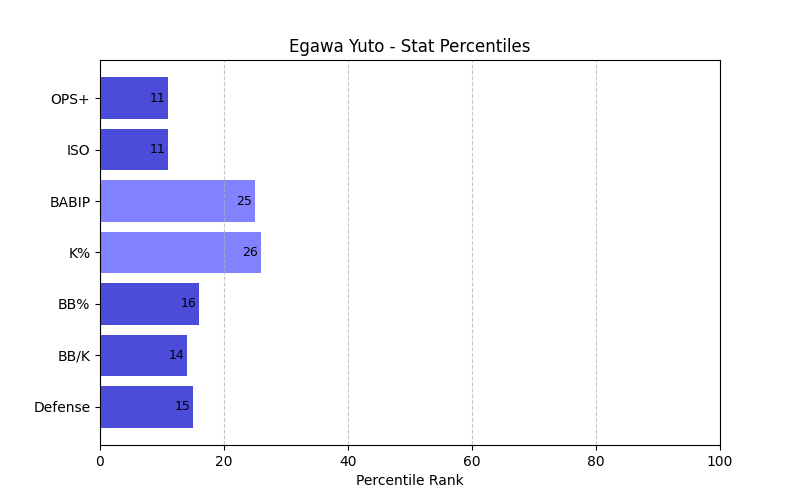 Egawa Yuto - Stat Percentiles
OPS+ 11
ISO 11
BABIP 25
K% 26
BB% 16
BB/K 14
Defense 15
0 20 40 60 80 100
Percentile Rank